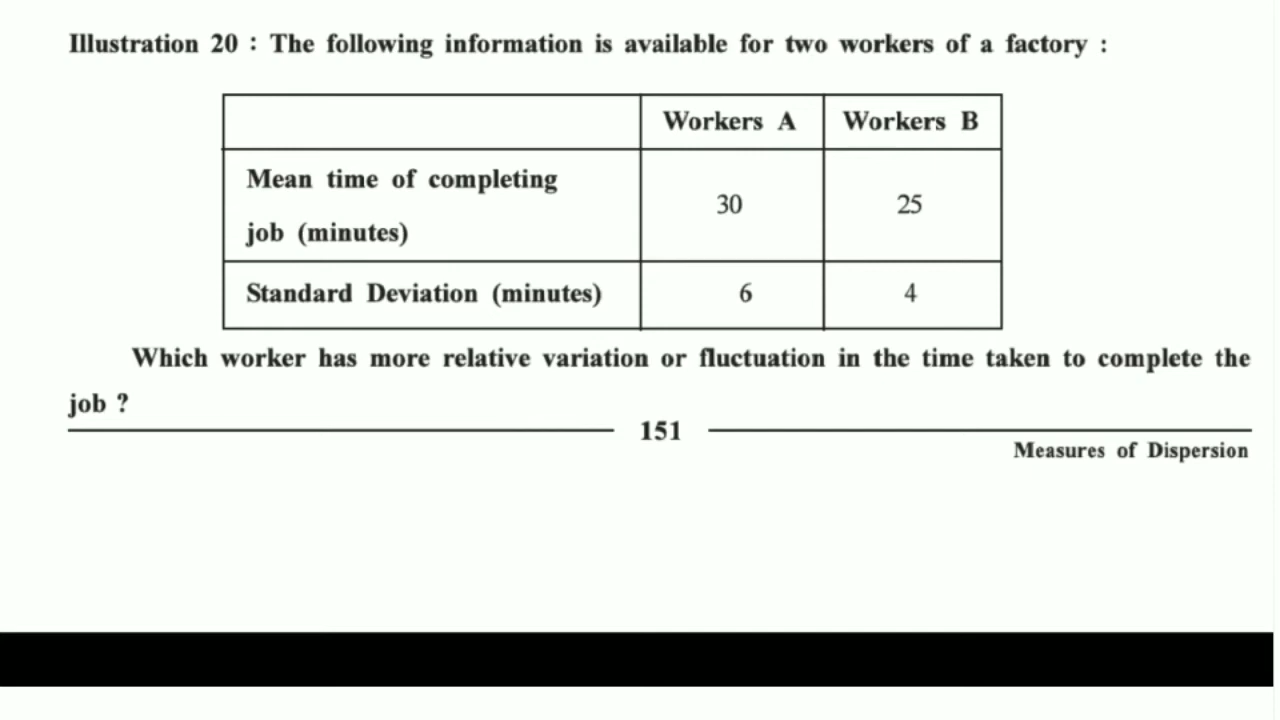 Illustration 20 : The following information is available for two workers of a factory :
Workers A Workers B
Mean time of completing
job (minutes)
30 25
Standard Deviation (minutes) 6 4
Which worker has more relative variation or fluctuation in the time taken to complete the
job ?
151
Measures of Dispersion